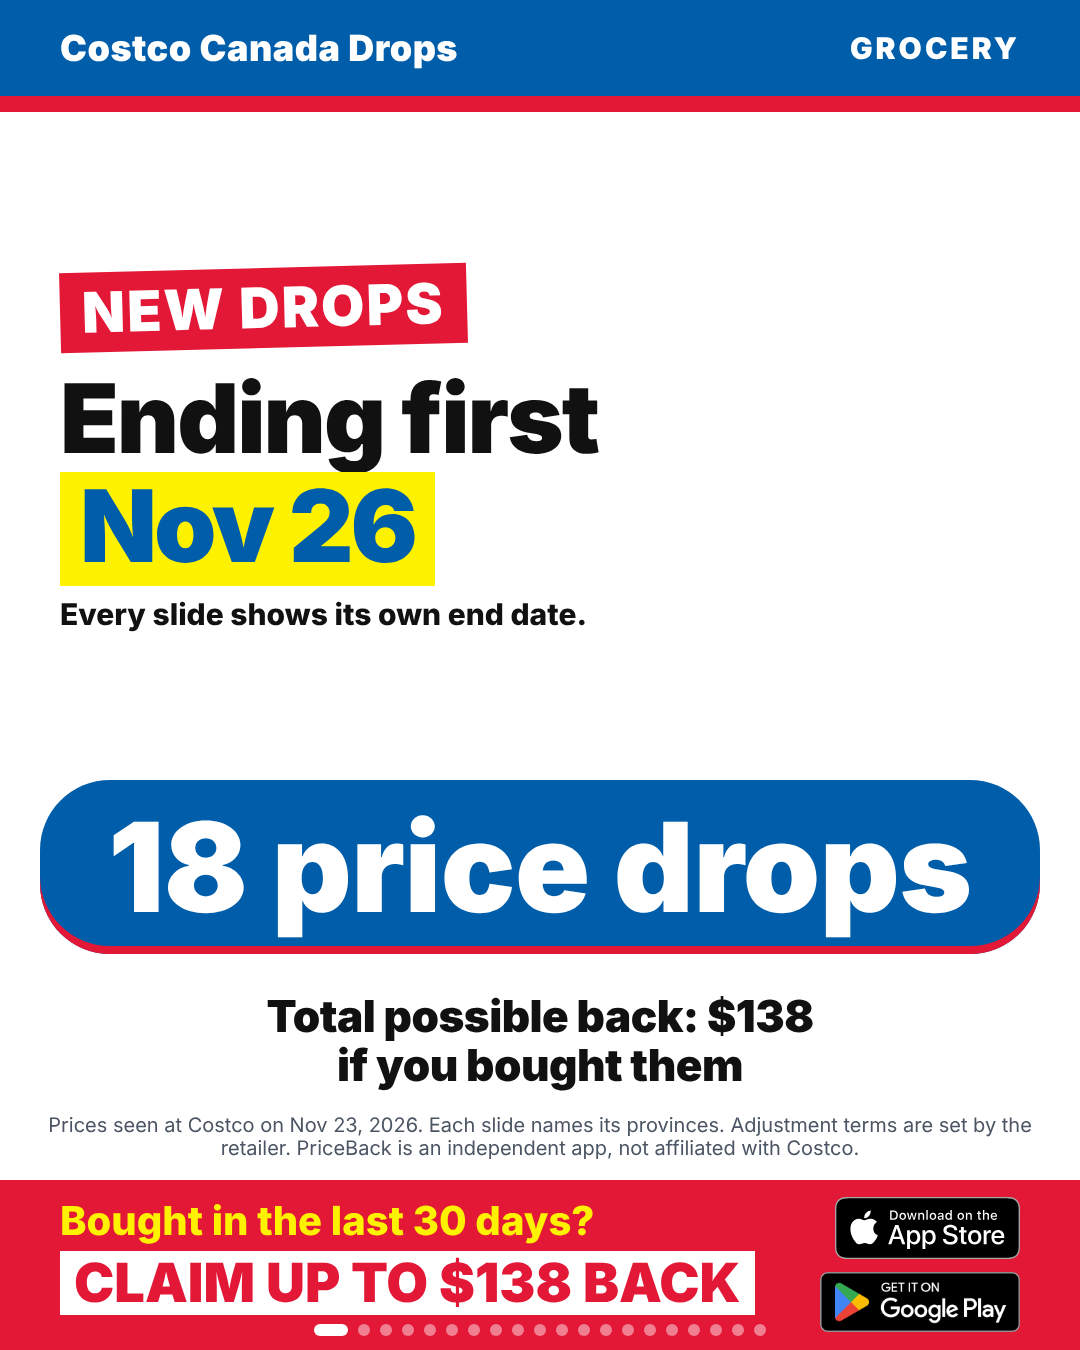 Costco Canada Drops
GROCERY
NEW DROPS
Ending first
Nov 26
Every slide shows its own end date.
18 price drops
Total possible back: $138
if you bought them
Prices seen at Costco on Nov 23, 2026. Each slide names its provinces. Adjustment terms are set by the
retailer. PriceBack is an independent app, not affiliated with Costco.
Bought in the last 30 days?
CLAIM UP TO $138 BACK
Download on the
App Store
GET IT ON
Google Play